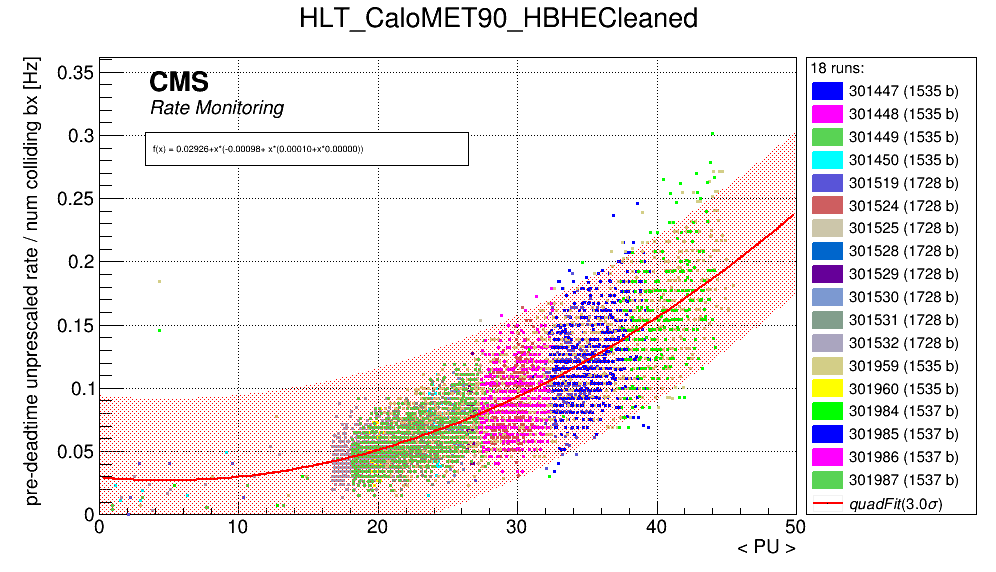 HLT_CaloMET90_HBHECleaned
pre-deadtime unprescaled rate / num colliding bx [Hz]
0.35
0.3
0.25
0.2
0.15
0.1
0.05
0
CMS
Rate Monitoring
f(x) = 0.02926+x*(-0.00098+ x*(0.00010+x*0.00000))
0 10 20 30 40 50
< PU >
18 runs:
301447 (1535 b)
301448 (1535 b)
301449 (1535 b)
301450 (1535 b)
301519 (1728 b)
301524 (1728 b)
301525 (1728 b)
301528 (1728 b)
301529 (1728 b)
301530 (1728 b)
301531 (1728 b)
301532 (1728 b)
301959 (1535 b)
301960 (1535 b)
301984 (1537 b)
301985 (1537 b)
301986 (1537 b)
301987 (1537 b)
quadFit(3.0σ)